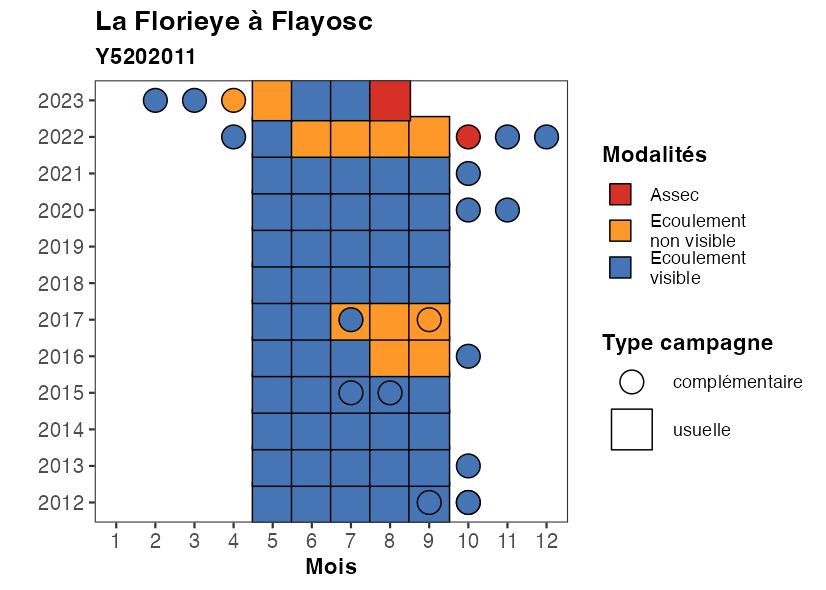 La Florieye à Flayosc
Y5202011
2023
2022
2021
2020
2019
2018
2017
2016
2015
2014
2013
2012
1 2 3 4 5 6 7 8 9 10 11 12
Mois
Modalités
Assec
Ecoulement
non visible
Ecoulement
visible
Type campagne
complémentaire
usuelle